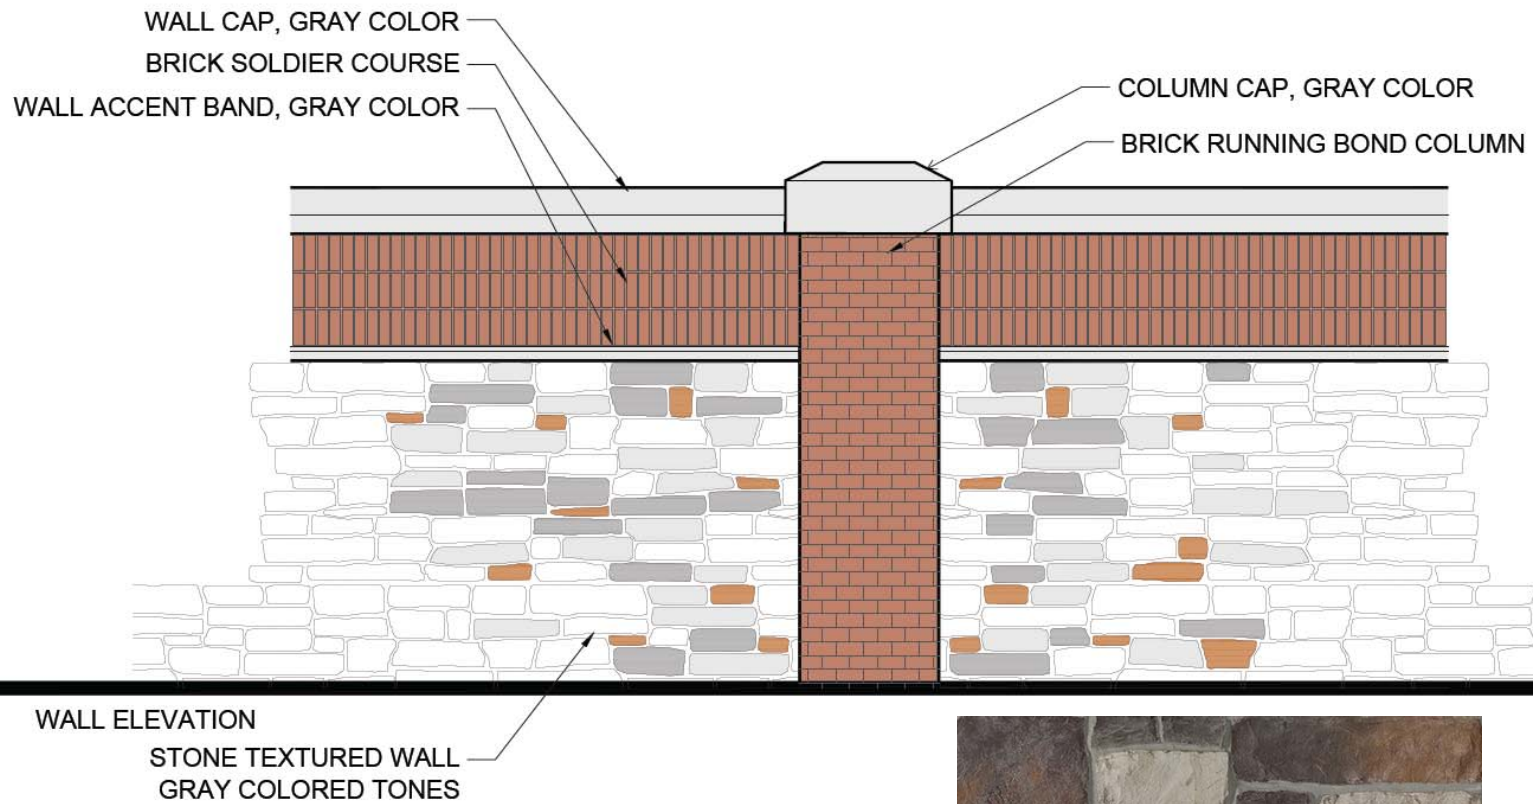 WALL CAP, GRAY COLOR
BRICK SOLDIER COURSE
WALL ACCENT BAND, GRAY COLOR
COLUMN CAP, GRAY COLOR
BRICK RUNNING BOND COLUMN
WALL ELEVATION
STONE TEXTURED WALL
GRAY COLORED TONES